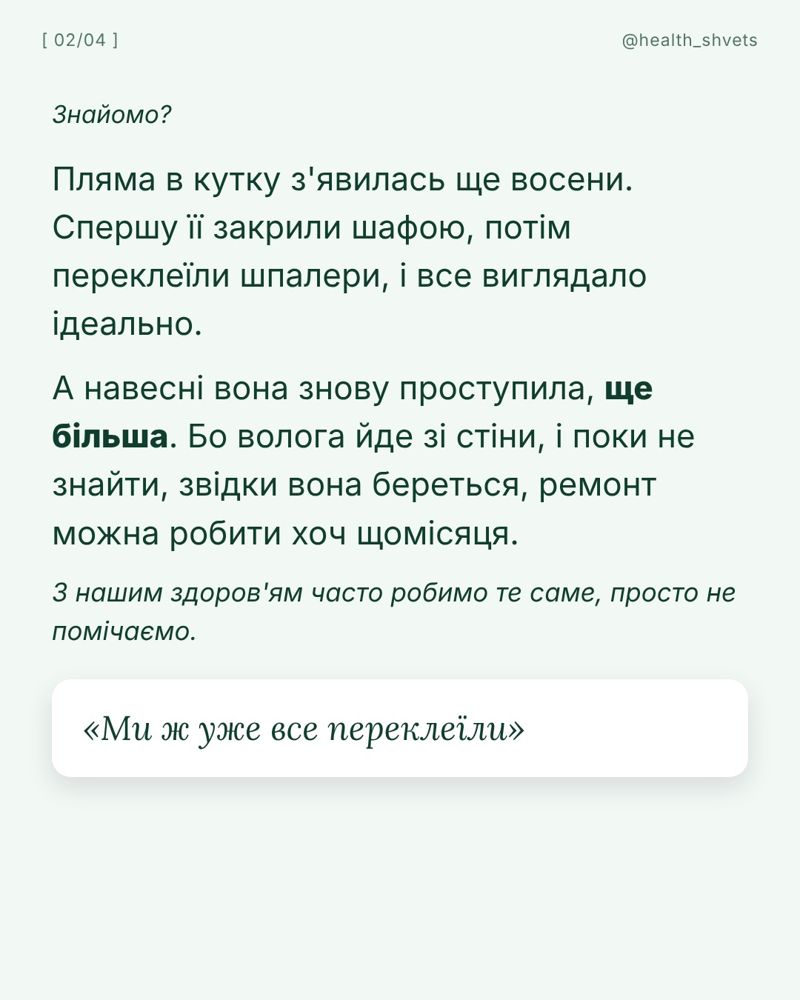 [ 02/04 ]
@health_shvets
Знайомо?
Пляма в кутку з'явилась ще восени.
Спершу її закрили шафою, потім
переклеїли шпалери, і все виглядало
ідеально.
А навесні вона знову проступила, ще
більша. Бо волога йде зі стіни, і поки не
знайти, звідки вона береться, ремонт
можна робити хоч щомісяця.
З нашим здоров'ям часто робимо те саме, просто не
помічаємо.
«Ми ж уже все переклеїли»